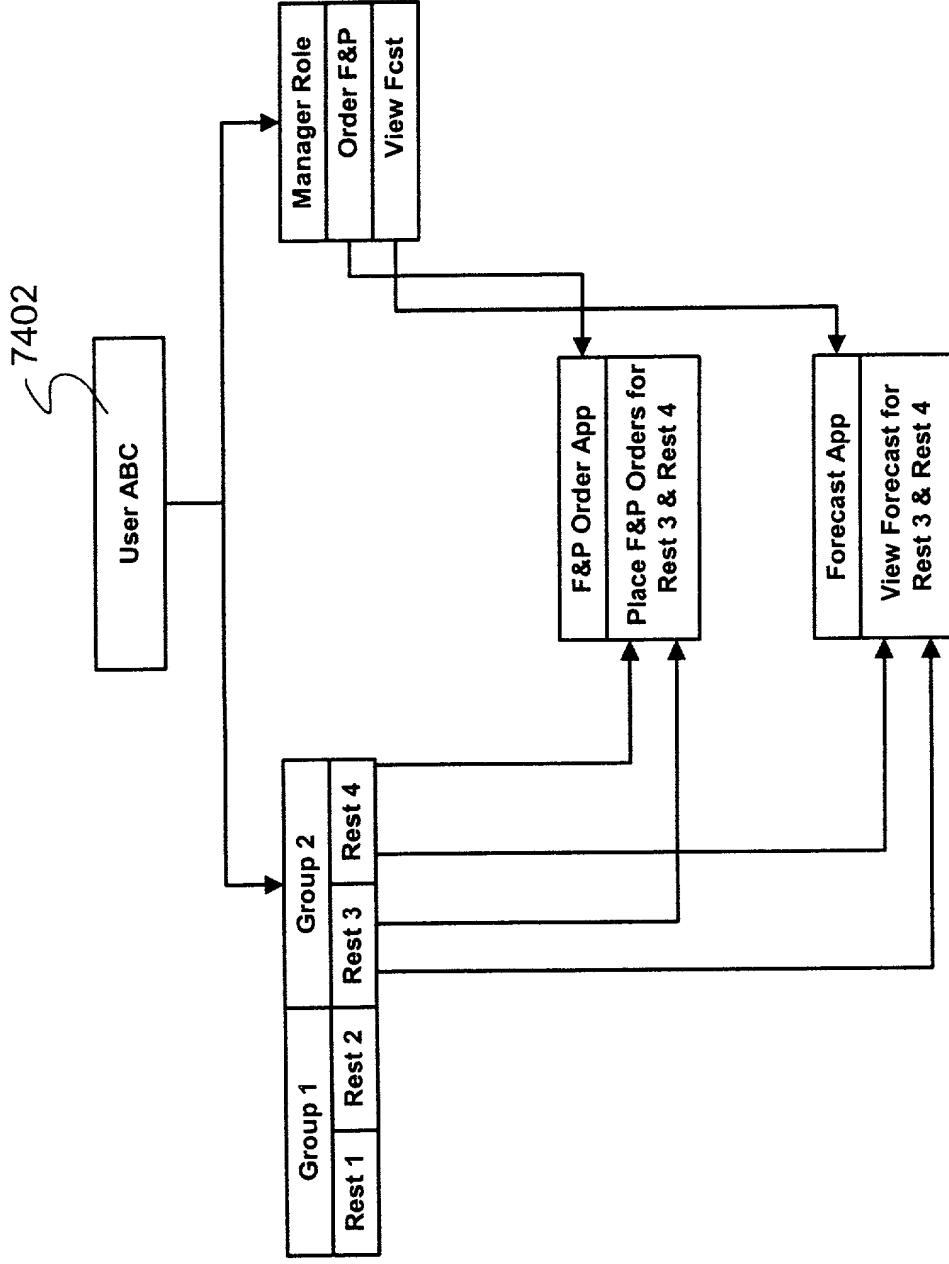 7402
User ABC
Group 1
Group 2
Rest 1
Rest 2
Rest 3
Rest 4
Manager Role
Order F&P
View Fcst
F&P Order App
Place F&P Orders for
Rest 3 & Rest 4
Forecast App
View Forecast for
Rest 3 & Rest 4